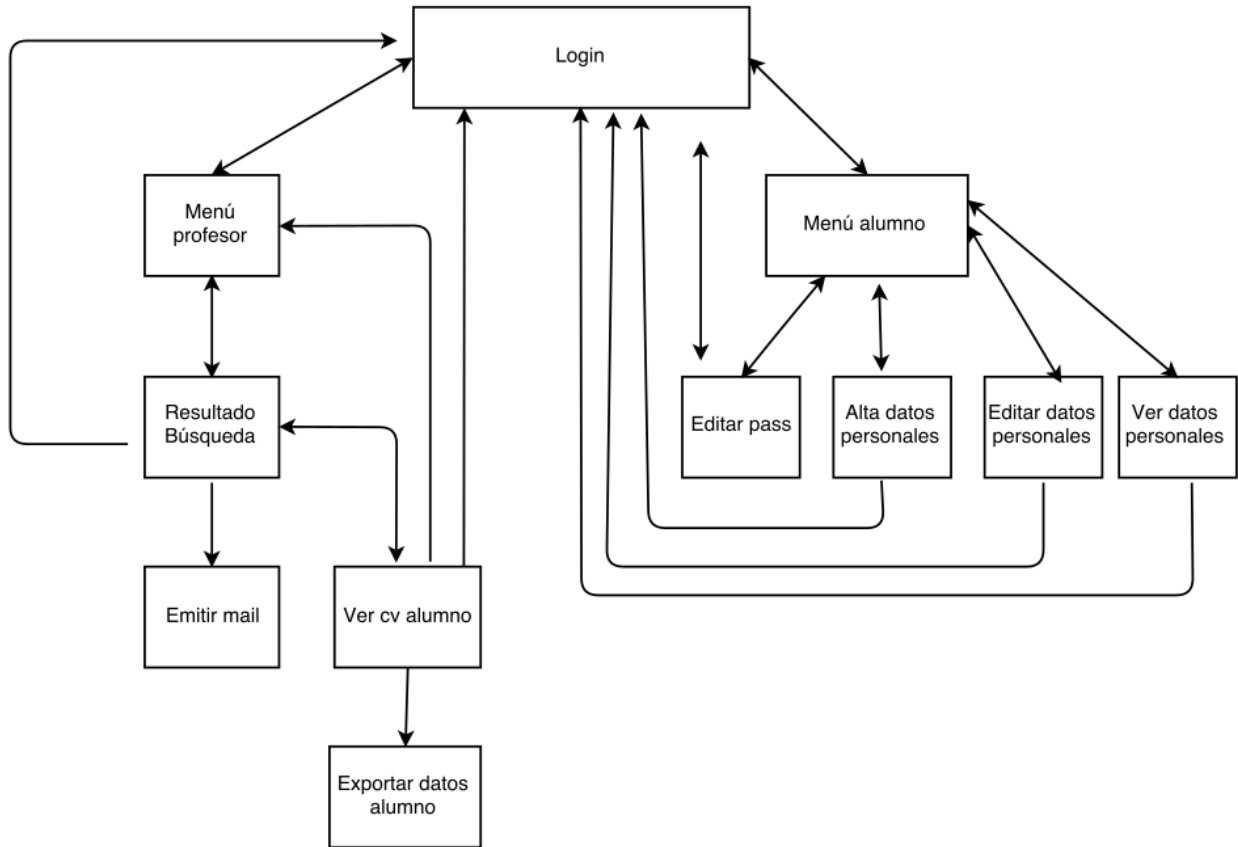 Login
Menú
profesor
Menú alumno
Resultado
Búsqueda
Editar pass
Alta datos
personales
Editar datos
personales
Ver datos
personales
Emitir mail
Ver cv alumno
Exportar datos
alumno